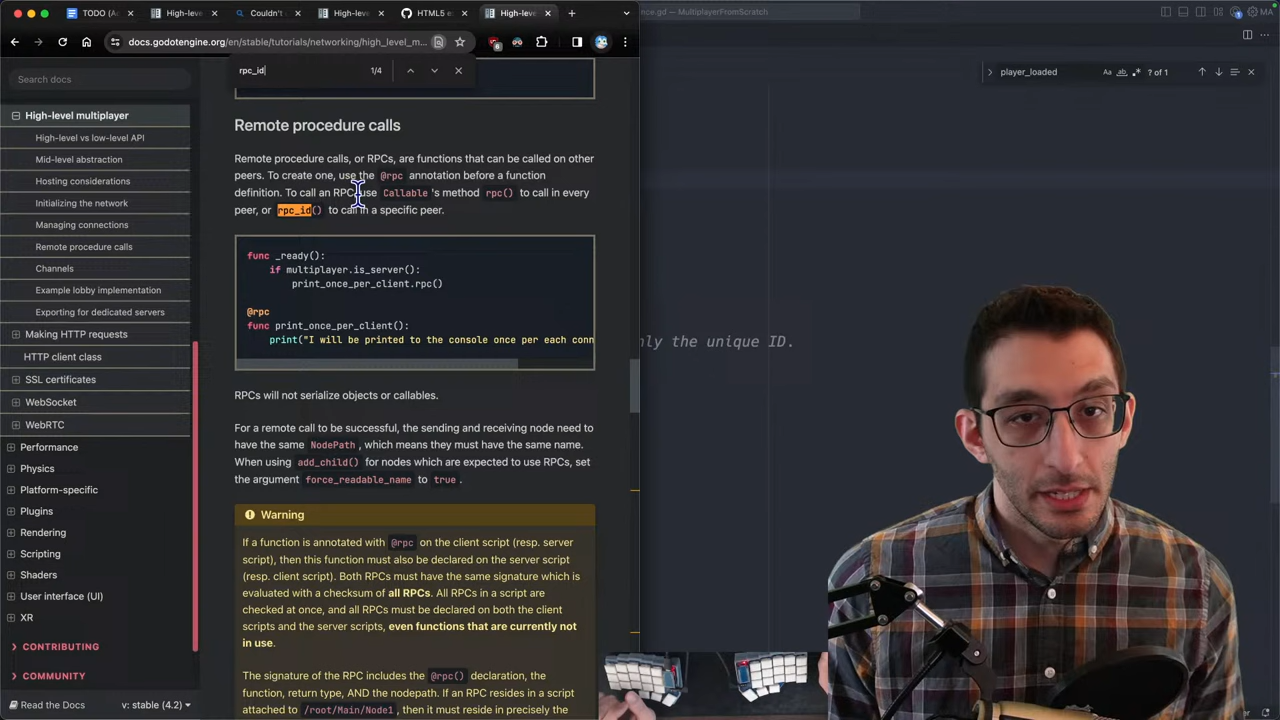 TODO (A
High-level
Couldn't
High-leve
HTML5 e
High-leve
nce.gd — MultiplayerFromScratch
MA
docs.godotengine.org/en/stable/tutorials/networking/high_level_m...
rpc_id
1/4
player_loaded
Aa
ab
.*
? of 1
Search docs
High-level multiplayer
High-level vs low-level API
Mid-level abstraction
Hosting considerations
Initializing the network
Managing connections
Remote procedure calls
Channels
Example lobby implementation
Exporting for dedicated servers
Making HTTP requests
HTTP client class
SSL certificates
WebSocket
WebRTC
Performance
Physics
Platform-specific
Plugins
Rendering
Scripting
Shaders
User interface (UI)
XR
CONTRIBUTING
COMMUNITY
Read the Docs
v: stable (4.2)
Remote procedure calls
Remote procedure calls, or RPCs, are functions that can be called on other
peers. To create one, use the @rpc annotation before a function
definition. To call an RPC use Callable 's method rpc() to call in every
peer, or rpc_id() to call in a specific peer.
func _ready():
if multiplayer.is_server():
print_once_per_client.rpc()
@rpc
func print_once_per_client():
print("I will be printed to the console once per each conn
RPCs will not serialize objects or callables.
For a remote call to be successful, the sending and receiving node need to
have the same NodePath , which means they must have the same name.
When using add_child() for nodes which are expected to use RPCs, set
the argument force_readable_name to true .
Warning
If a function is annotated with @rpc on the client script (resp. server
script), then this function must also be declared on the server script
(resp. client script). Both RPCs must have the same signature which is
evaluated with a checksum of all RPCs. All RPCs in a script are
checked at once, and all RPCs must be declared on both the client
scripts and the server scripts, even functions that are currently not
in use.
The signature of the RPC includes the @rpc() declaration, the
function, return type, AND the nodepath. If an RPC resides in a script
attached to /root/Main/Node1 , then it must reside in precisely the
nly the unique ID.